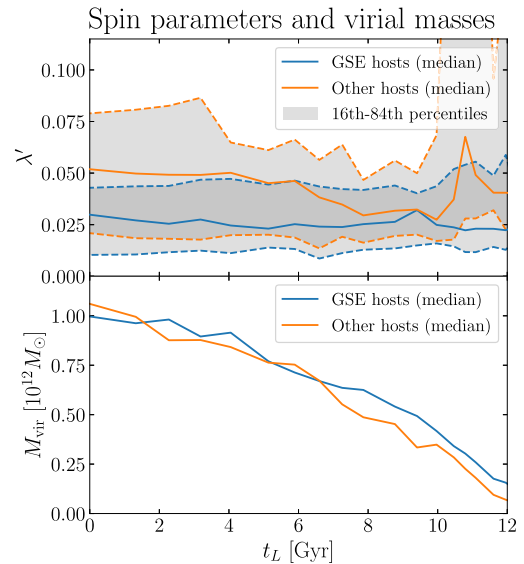 Spin parameters and virial masses
0.100
0.075
0.050
0.025
0.000
λ′
GSE hosts (median)
Other hosts (median)
16th-84th percentiles
1.00
0.75
0.50
0.25
0.00
M_vir [10^12 M_⊙]
GSE hosts (median)
Other hosts (median)
0 2 4 6 8 10 12
t_L [Gyr]